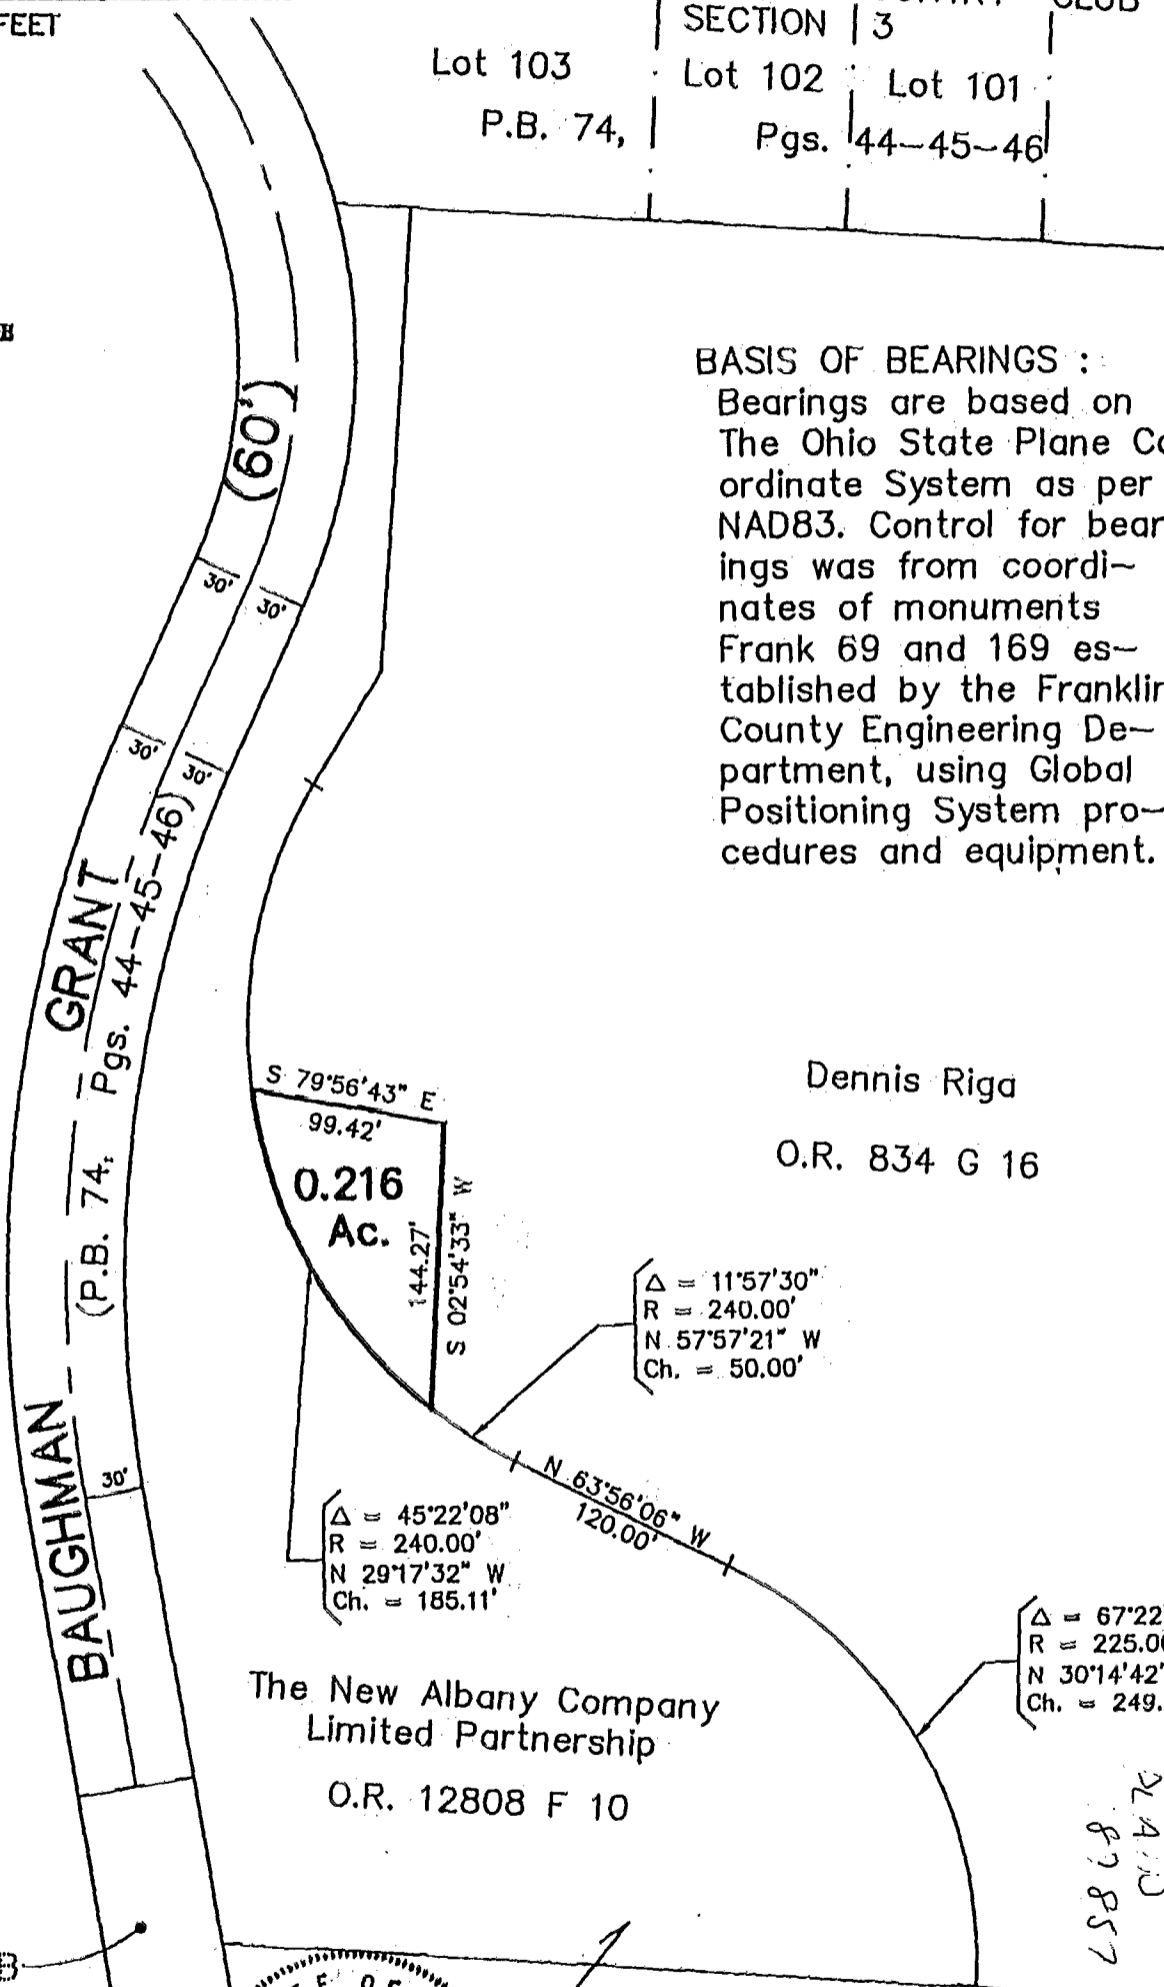 FEET
SECTION 3
Lot 103
Lot 102
Lot 101
P.B. 74,
Pgs. 44-45-46
BASIS OF BEARINGS :
Bearings are based on
The Ohio State Plane Co
ordinate System as per
NAD83. Control for bear
ings was from coordi~
nates of monuments
Frank 69 and 169 es~
tablished by the Franklin
County Engineering De~
partment, using Global
Positioning System pro~
cedures and equipment.
(60')
30'
30'
30'
30'
BAUGHMAN GRANT
(P.B. 74, Pgs. 44-45-46)
30'
S 79°56'43" E
99.42'
0.216
Ac.
144.27'
S 02°54'33" W
Dennis Riga
O.R. 834 G 16
Δ = 11°57'30"
R = 240.00'
N 57°57'21" W
Ch. = 50.00'
N 63°56'06" W
120.00'
Δ = 45°22'08"
R = 240.00'
N 29°17'32" W
Ch. = 185.11'
Δ = 67°22
R = 225.0
N 30°14'42"
Ch. = 249.
The New Albany Company
Limited Partnership
O.R. 12808 F 10